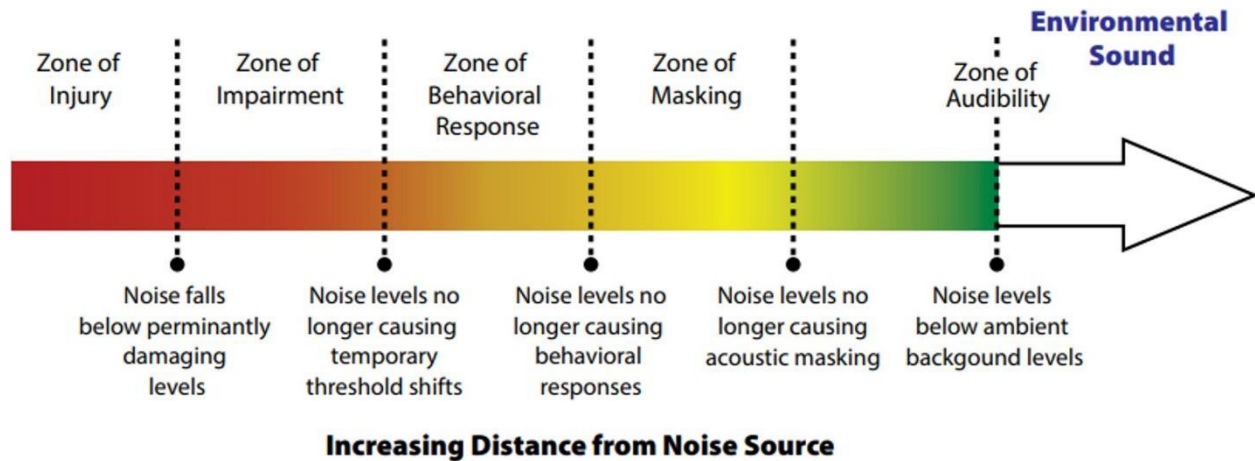 Environmental
Sound
Zone of
Injury
Zone of
Impairment
Zone of
Behavioral
Response
Zone of
Masking
Zone of
Audibility
Noise falls
below perminantly
damaging
levels
Noise levels no
longer causing
temporary
threshold shifts
Noise levels no
longer causing
behavioral
responses
Noise levels no
longer causing
acoustic masking
Noise levels
below ambient
backgound levels
Increasing Distance from Noise Source